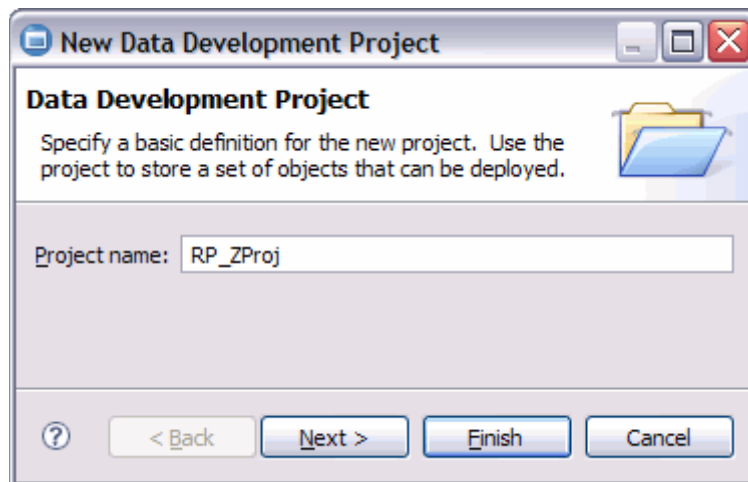 New Data Development Project
Data Development Project
Specify a basic definition for the new project. Use the
project to store a set of objects that can be deployed.
Project name: RP_ZProj
? < Back Next > Finish Cancel